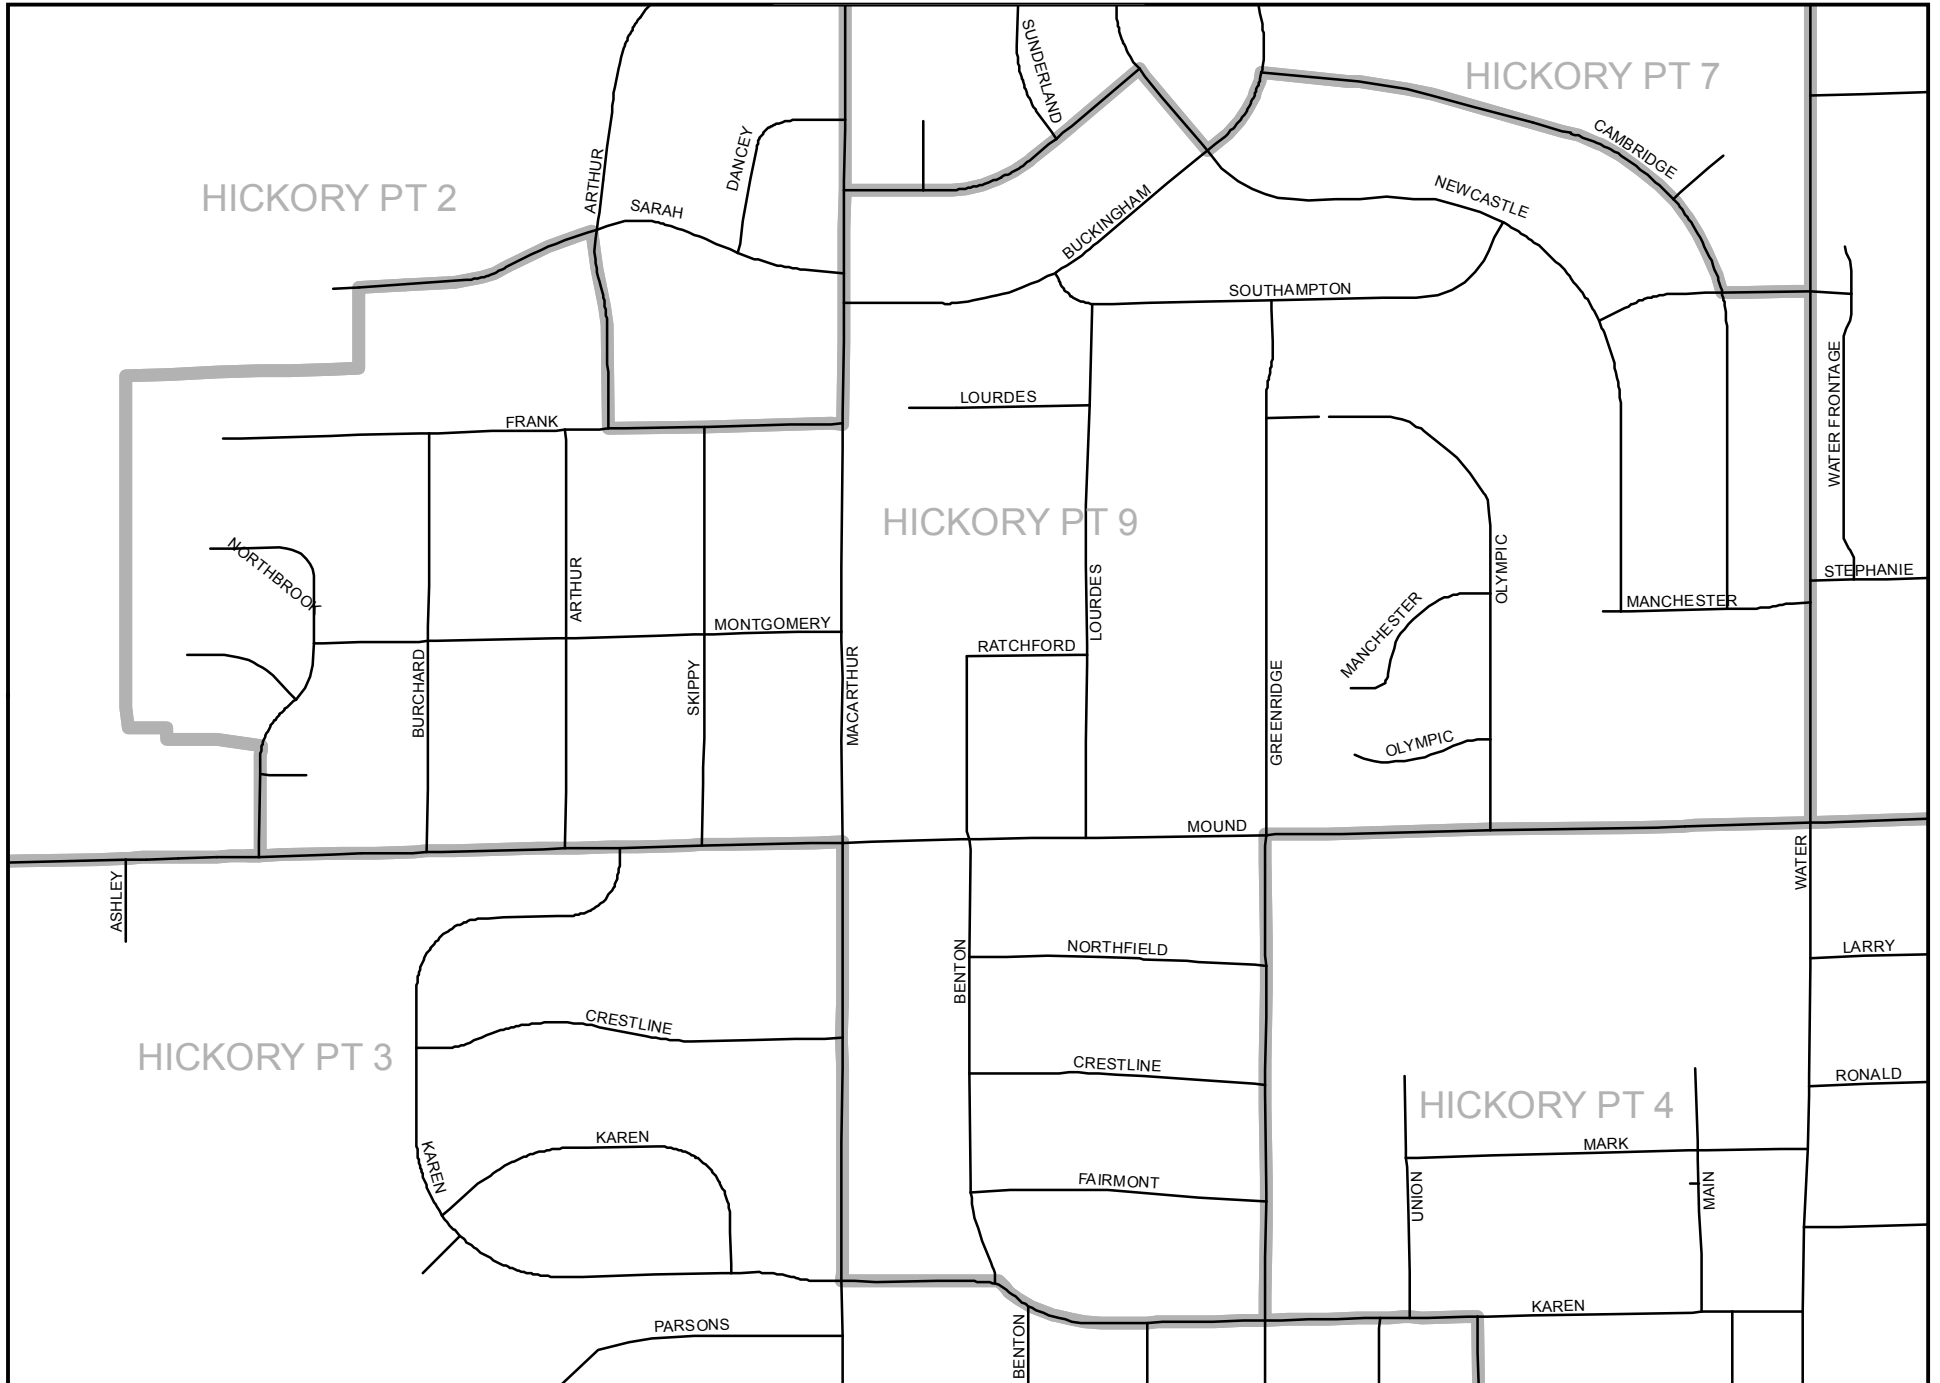 SUNDERLAND
HICKORY PT 7
CAMBRIDGE
DANCEY
ARTHUR
HICKORY PT 2
SARAH
NEWCASTLE
BUCKINGHAM
SOUTHAMPTON
WATER FRONTAGE
LOURDES
FRANK
HICKORY PT 9
NORTHBROOK
ARTHUR
LOURDES
OLYMPIC
STEPHANIE
MANCHESTER
MANCHESTER
MONTGOMERY
RATCHFORD
BURCHARD
SKIPPY
MACARTHUR
GREENRIDGE
OLYMPIC
MOUND
WATER
ASHLEY
BENTON
NORTHFIELD
LARRY
CRESTLINE
HICKORY PT 3
CRESTLINE
RONALD
HICKORY PT 4
KAREN
KAREN
MARK
FAIRMONT
UNION
MAIN
KAREN
PARSONS
BENTON